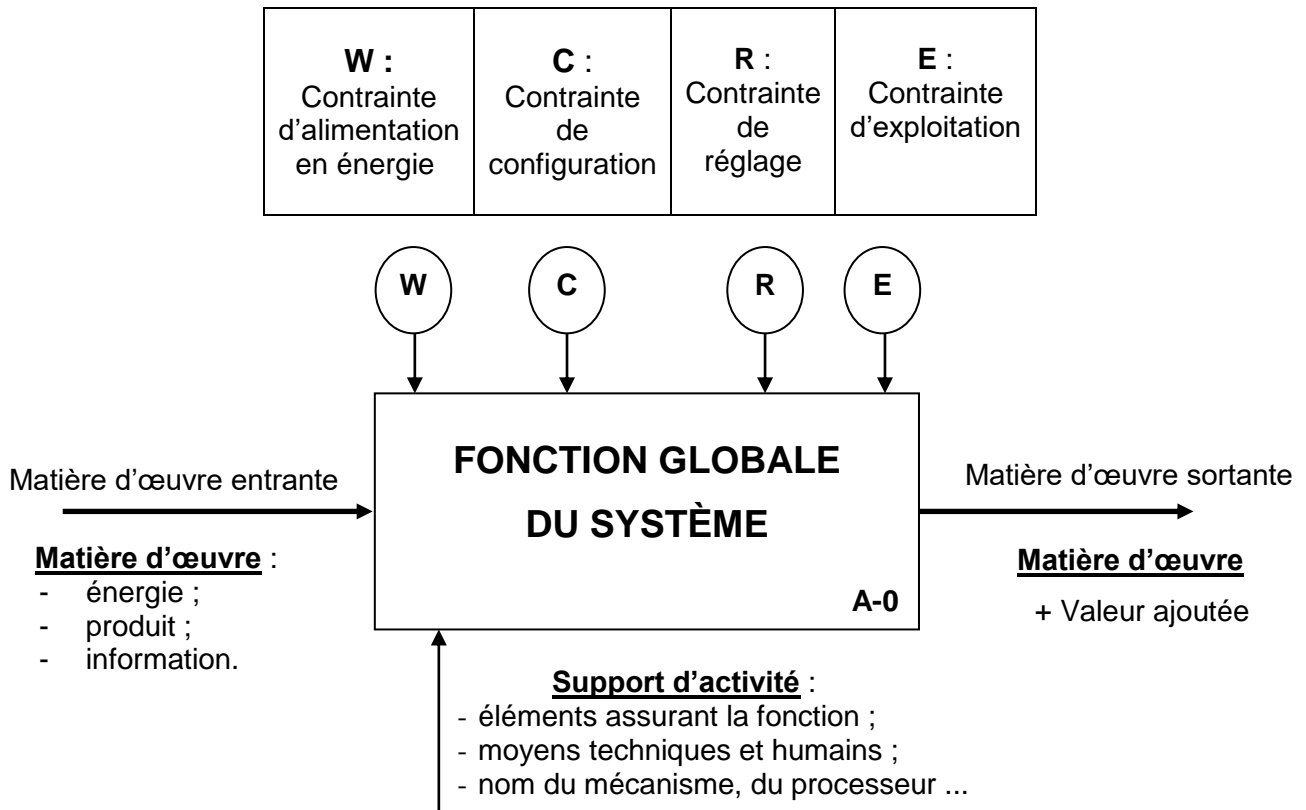 W :
Contrainte
d'alimentation
en énergie
C :
Contrainte
de
configuration
R :
Contrainte
de
réglage
E :
Contrainte
d'exploitation
W
C
R
E
FONCTION GLOBALE
DU SYSTÈME
A-0
Matière d'œuvre entrante
Matière d'œuvre :
- énergie ;
- produit ;
- information.
Matière d'œuvre sortante
Matière d'œuvre
+ Valeur ajoutée
Support d'activité :
- éléments assurant la fonction ;
- moyens techniques et humains ;
- nom du mécanisme, du processeur ...